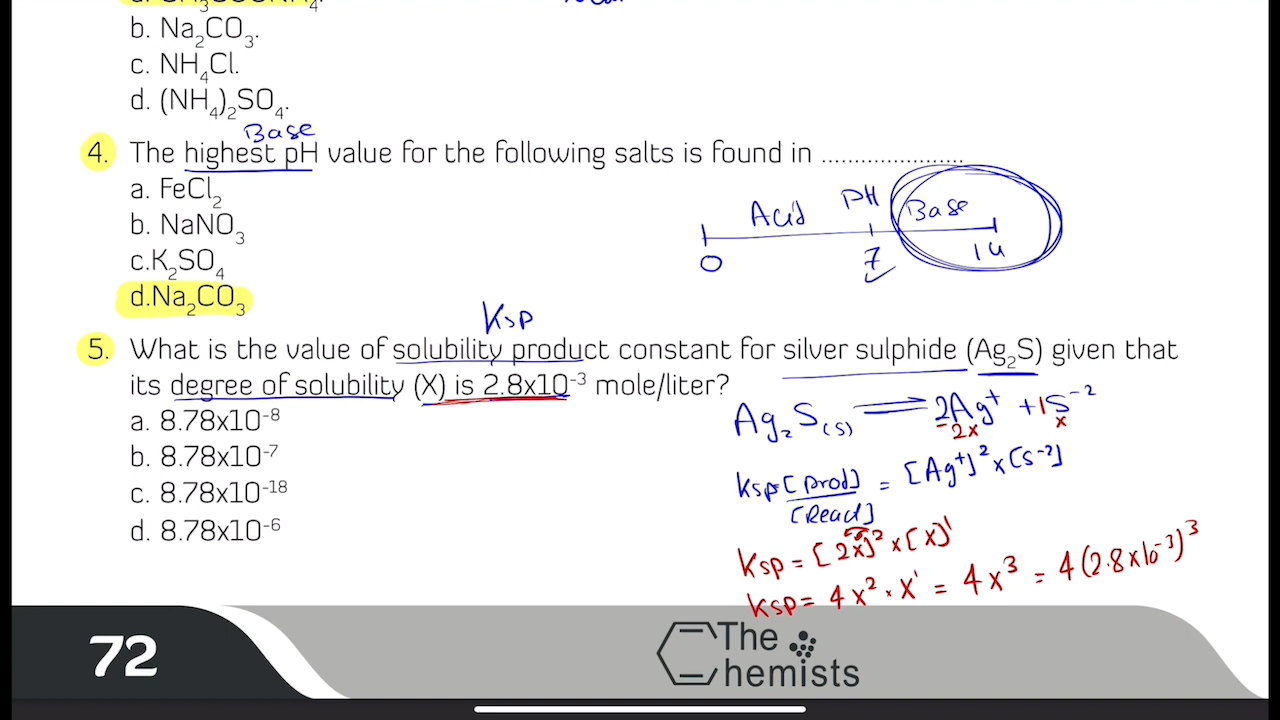 b. Na₂CO₃.
c. NH₄Cl.
d. (NH₄)₂SO₄.
Base
4. The highest pH value for the following salts is found in ......................
a. FeCl₂
b. NaNO₃
c.K₂SO₄
d.Na₂CO₃
Acid PH Base
0 7 14
Ksp
5. What is the value of solubility product constant for silver sulphide (Ag₂S) given that
its degree of solubility (X) is 2.8x10⁻³ mole/liter?
a. 8.78x10⁻⁸
b. 8.78x10⁻⁷
c. 8.78x10⁻¹⁸
d. 8.78x10⁻⁶
Ag₂S(s) ⇌ 2Ag⁺ + 1S⁻²
2x x
Ksp=[Prod] = [Ag⁺]² x [S⁻²]
[React]
Ksp = [2x]² x [x]¹
Ksp = 4x² . x¹ = 4x³ = 4(2.8x10⁻³)³
72
The
Chemists